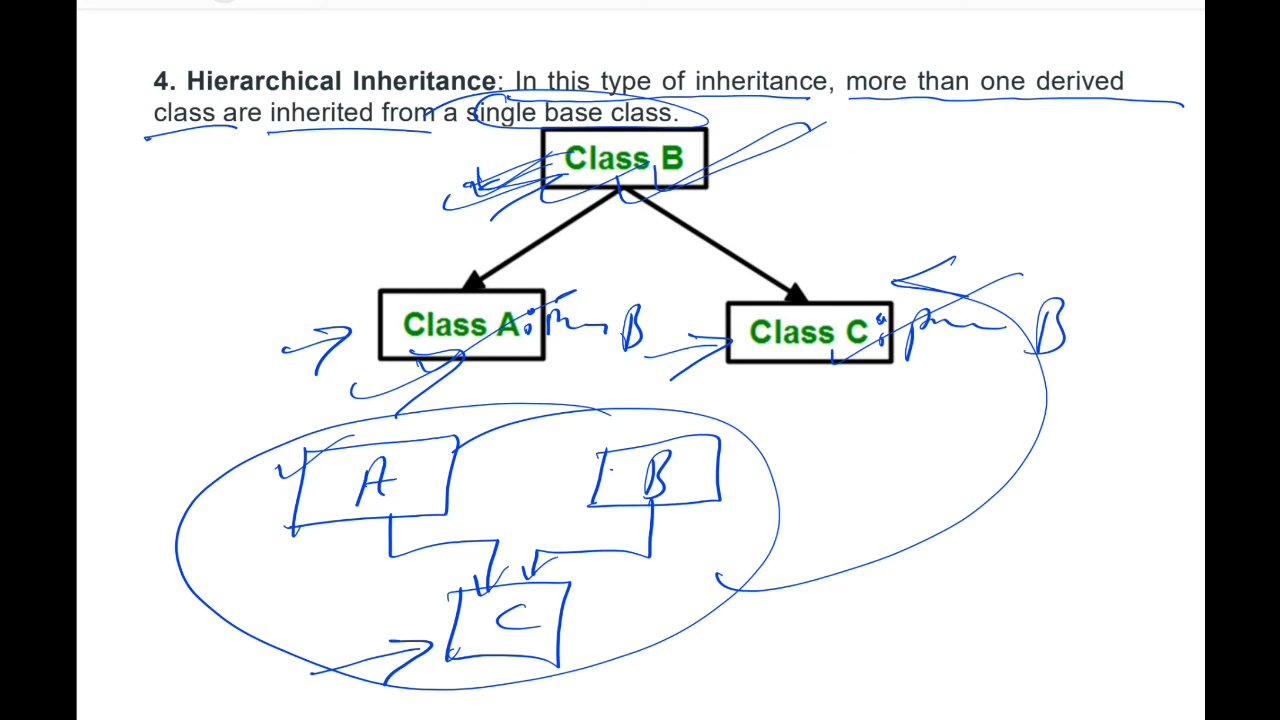 4. Hierarchical Inheritance: In this type of inheritance, more than one derived
class are inherited from a single base class.
Class B
Class A: B
Class C: B
A B
C